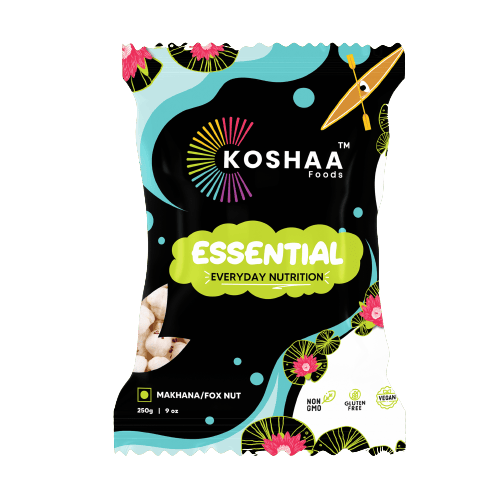 KOSHAA™
Foods
ESSENTIAL
EVERYDAY NUTRITION
MAKHANA/FOX NUT
250g | 9 oz
NON
GMO
GLUTEN
FREE
VEGAN